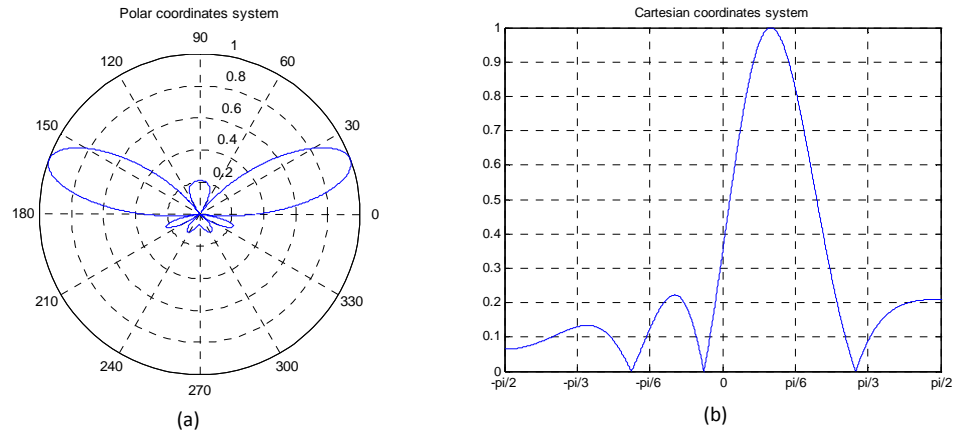 Polar coordinates system
90
1
120
60
0.8
0.6
150
0.4
30
0.2
180
0
210
330
240
300
270
(a)
Cartesian coordinates system
1
0.9
0.8
0.7
0.6
0.5
0.4
0.3
0.2
0.1
0
-pi/2
-pi/3
-pi/6
0
pi/6
pi/3
pi/2
(b)